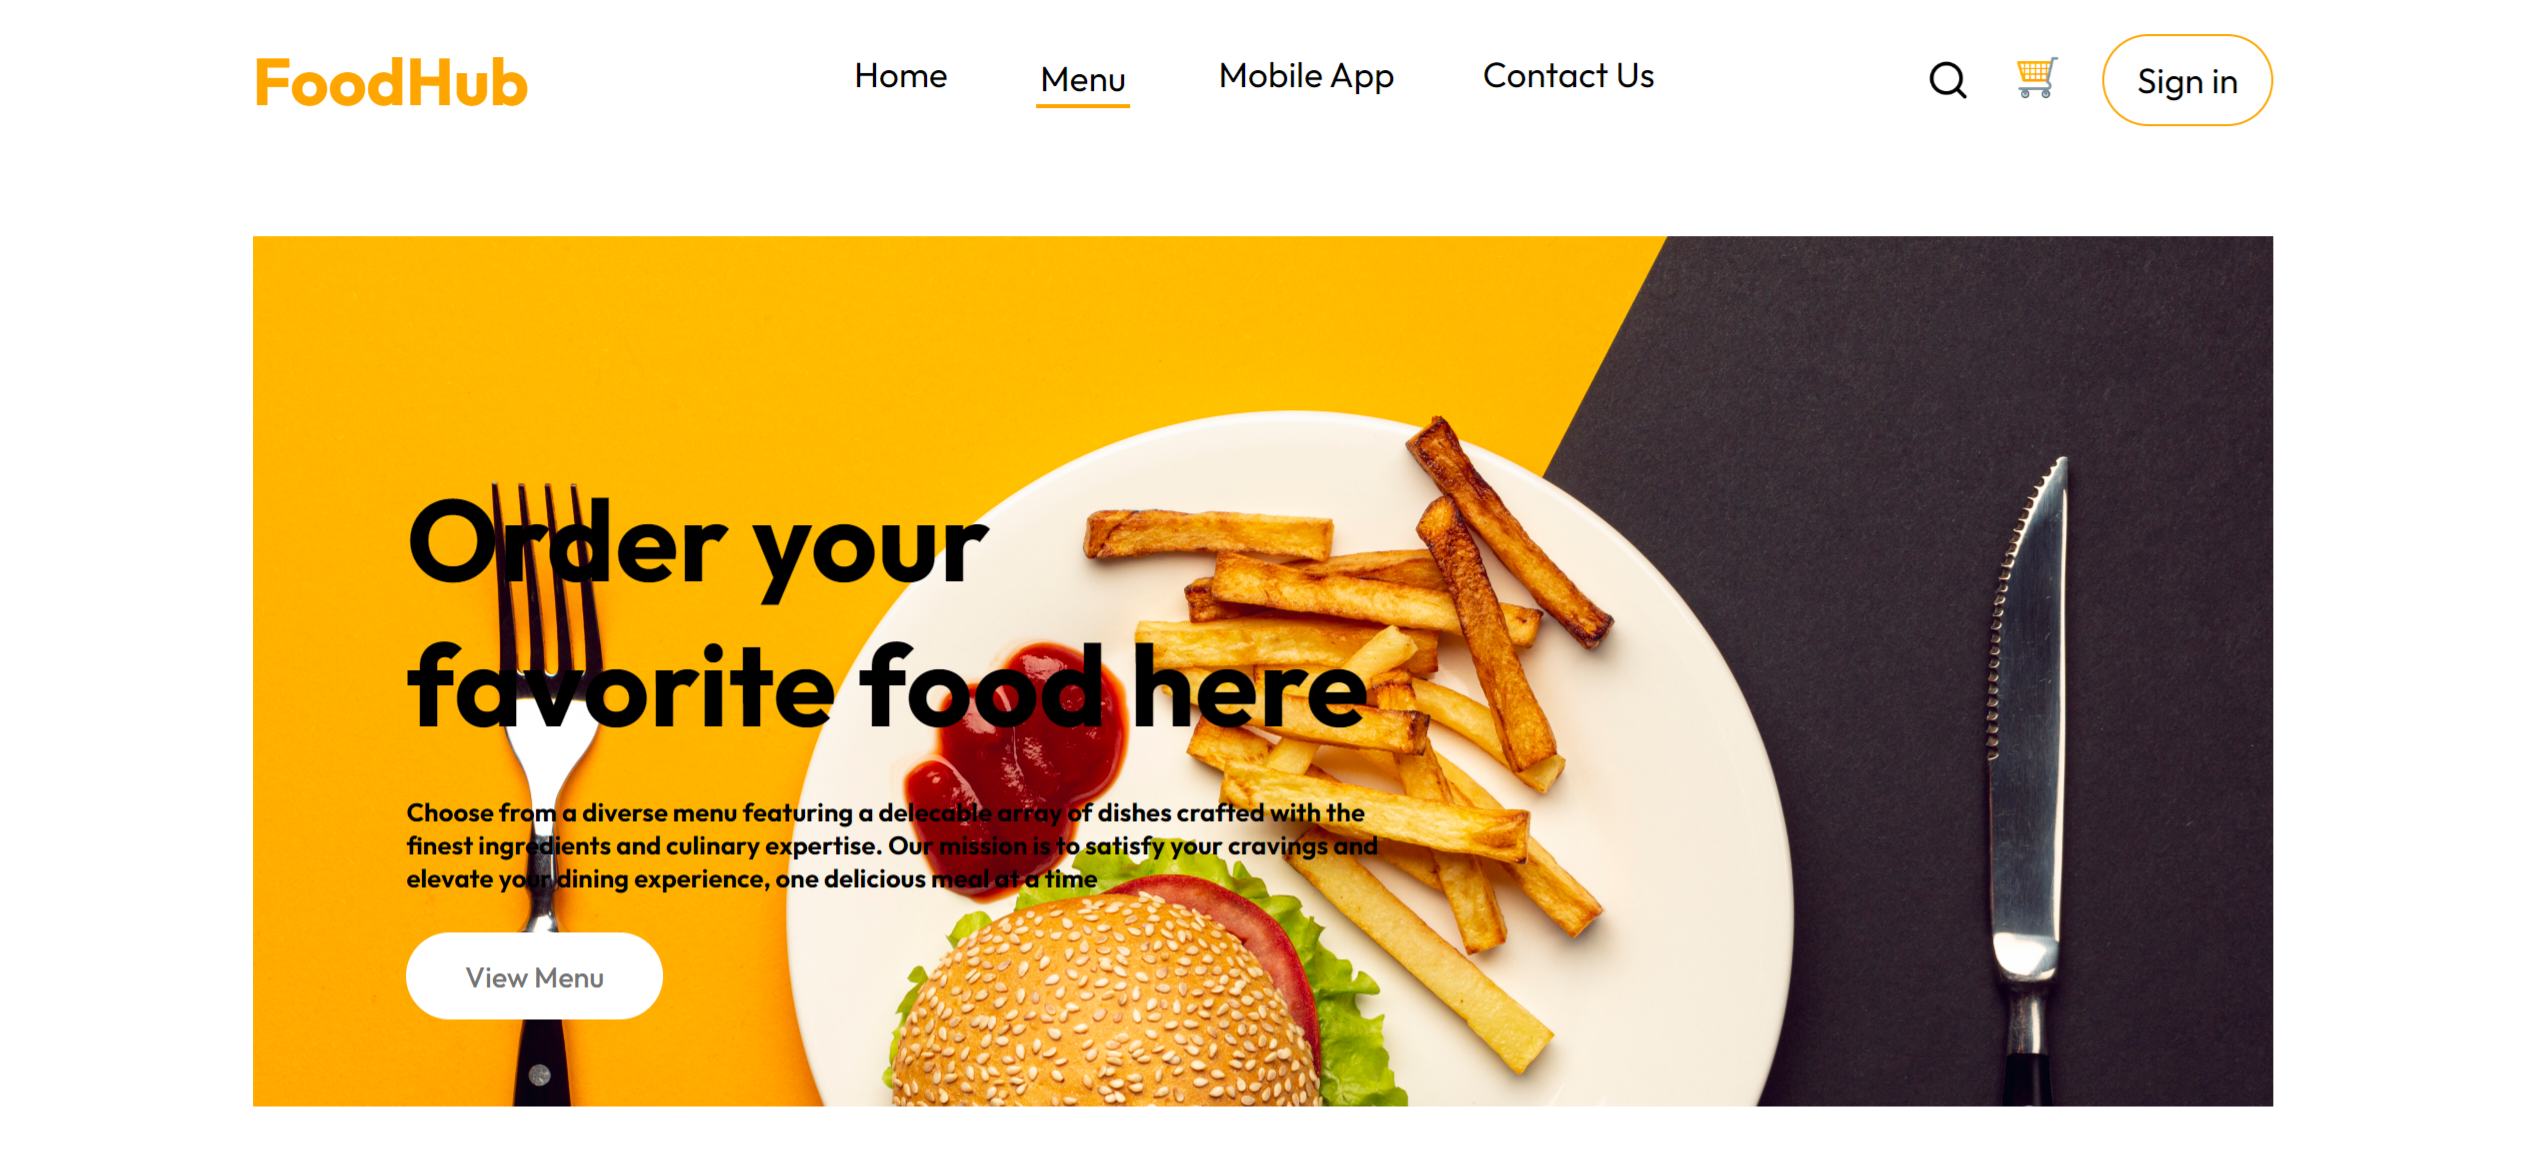 FoodHub
Home
Menu
Mobile App
Contact Us
Sign in
Order your
favorite food here
Choose from a diverse menu featuring a delecable array of dishes crafted with the
finest ingredients and culinary expertise. Our mission is to satisfy your cravings and
elevate your dining experience, one delicious meal at a time
View Menu